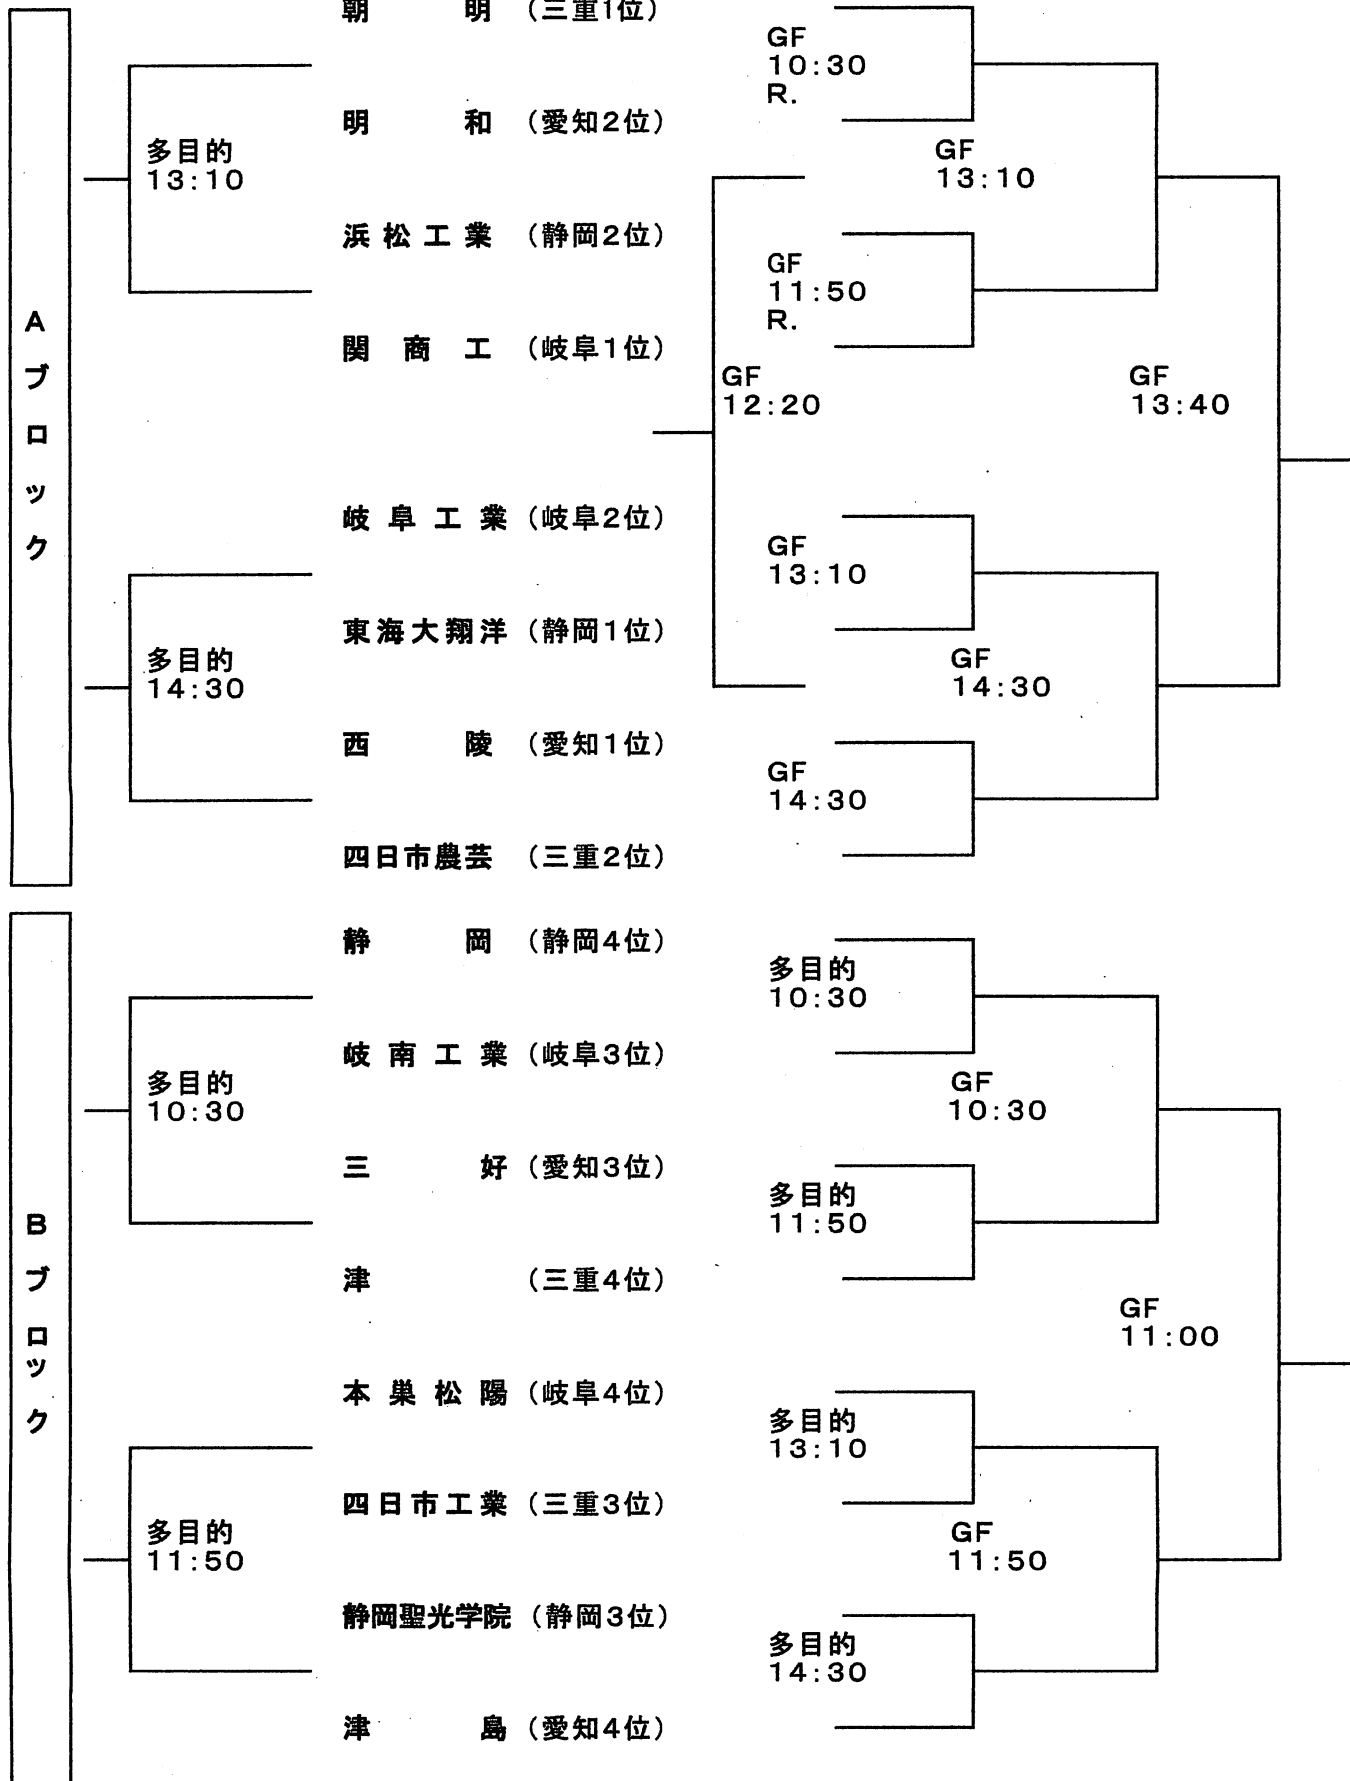 朝明（三重1位）
GF
10:30
R.
明和（愛知2位）
多目的
13:10
GF
13:10
浜松工業（静岡2位）
GF
11:50
R.
Aブロック
関商工（岐阜1位）
GF
12:20
GF
13:40
岐阜工業（岐阜2位）
GF
13:10
東海大翔洋（静岡1位）
多目的
14:30
GF
14:30
西陵（愛知1位）
GF
14:30
四日市農芸（三重2位）
静岡（静岡4位）
多目的
10:30
岐南工業（岐阜3位）
多目的
10:30
GF
10:30
三好（愛知3位）
多目的
11:50
Bブロック
津（三重4位）
GF
11:00
本巣松陽（岐阜4位）
多目的
13:10
四日市工業（三重3位）
多目的
11:50
GF
11:50
静岡聖光学院（静岡3位）
多目的
14:30
津島（愛知4位）